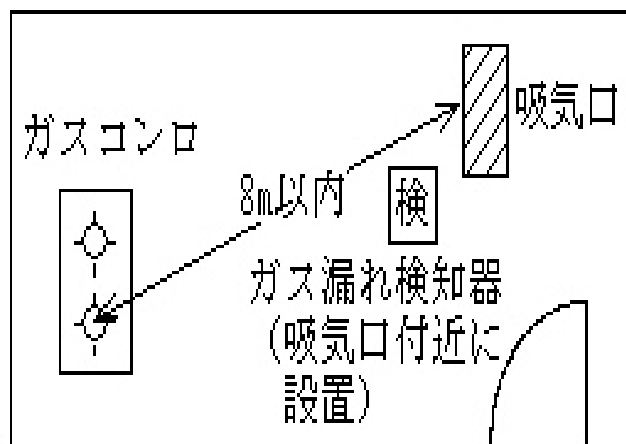 吸気口
ガスコンロ
8m以内
検
ガス漏れ検知器
(吸気口付近に
設置)